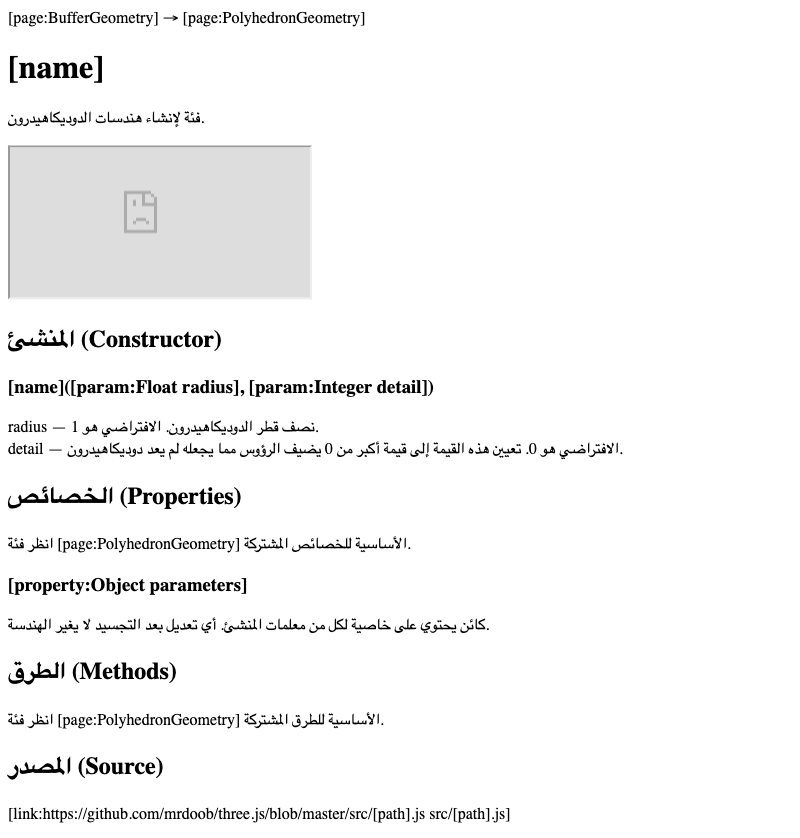 [page:BufferGeometry] → [page:PolyhedronGeometry]
[name]
فئة لإنشاء هندسات الدوديكاهيدرون.
المنشئ (Constructor)
[name]([param:Float radius], [param:Integer detail])
radius — نصف قطر الدوديكاهيدرون. الافتراضي هو 1.
detail — الافتراضي هو 0. تعيين هذه القيمة إلى قيمة أكبر من 0 يضيف الرؤوس مما يجعله لم يعد دوديكاهيدرون.
الخصائص (Properties)
انظر فئة [page:PolyhedronGeometry] الأساسية للخصائص المشتركة.
[property:Object parameters]
كائن يحتوي على خاصية لكل من معلمات المنشئ. أي تعديل بعد التجسيد لا يغير الهندسة.
الطرق (Methods)
انظر فئة [page:PolyhedronGeometry] الأساسية للطرق المشتركة.
المصدر (Source)
[link:https://github.com/mrdoob/three.js/blob/master/src/[path].js src/[path].js]